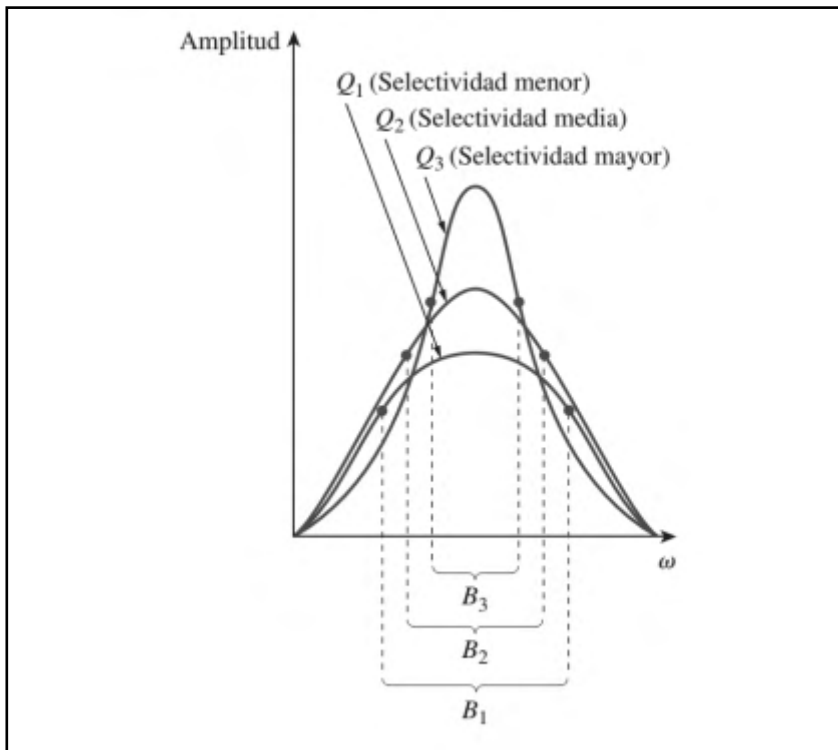 Amplitud
Q₁ (Selectividad menor)
Q₂ (Selectividad media)
Q₃ (Selectividad mayor)
ω
B₃
B₂
B₁